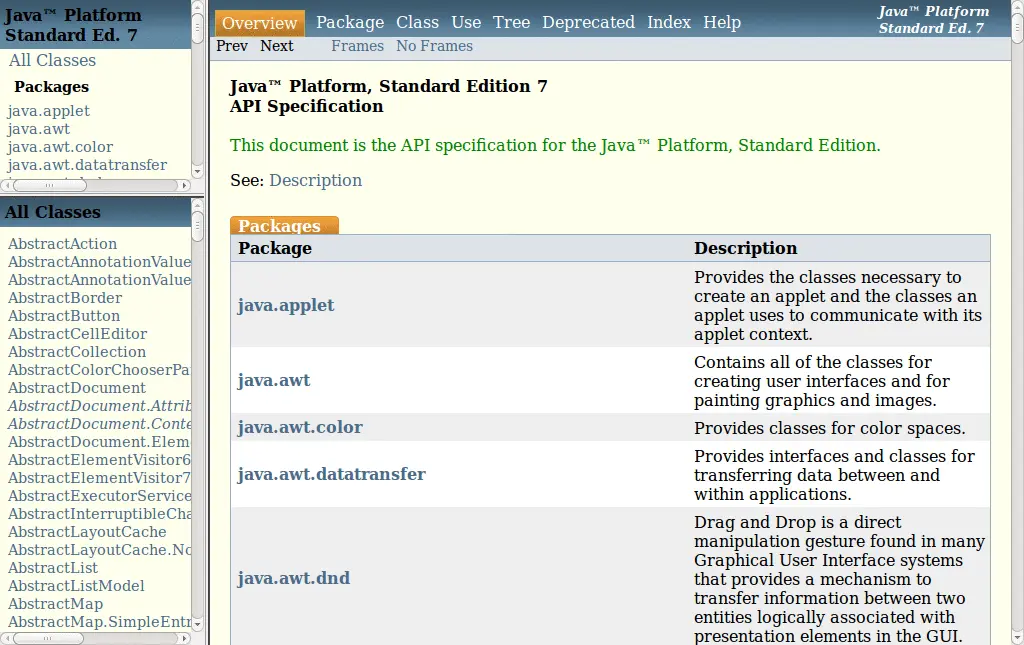 Java™ Platform
Standard Ed. 7
All Classes
Packages
java.applet
java.awt
java.awt.color
java.awt.datatransfer
All Classes
AbstractAction
AbstractAnnotationValue
AbstractAnnotationValue
AbstractBorder
AbstractButton
AbstractCellEditor
AbstractCollection
AbstractColorChooserPa
AbstractDocument
AbstractDocument.Attrib
AbstractDocument.Conte
AbstractDocument.Elem
AbstractElementVisitor6
AbstractElementVisitor7
AbstractExecutorService
AbstractInterruptibleCha
AbstractLayoutCache
AbstractLayoutCache.No
AbstractList
AbstractListModel
AbstractMap
AbstractMap.SimpleEntr
Overview Package Class Use Tree Deprecated Index Help
Java™ Platform
Standard Ed. 7
Prev Next Frames No Frames
Java™ Platform, Standard Edition 7
API Specification
This document is the API specification for the Java™ Platform, Standard Edition.
See: Description
Packages
Package Description
java.applet
Provides the classes necessary to
create an applet and the classes an
applet uses to communicate with its
applet context.
java.awt
Contains all of the classes for
creating user interfaces and for
painting graphics and images.
java.awt.color Provides classes for color spaces.
java.awt.datatransfer
Provides interfaces and classes for
transferring data between and
within applications.
java.awt.dnd
Drag and Drop is a direct
manipulation gesture found in many
Graphical User Interface systems
that provides a mechanism to
transfer information between two
entities logically associated with
presentation elements in the GUI.